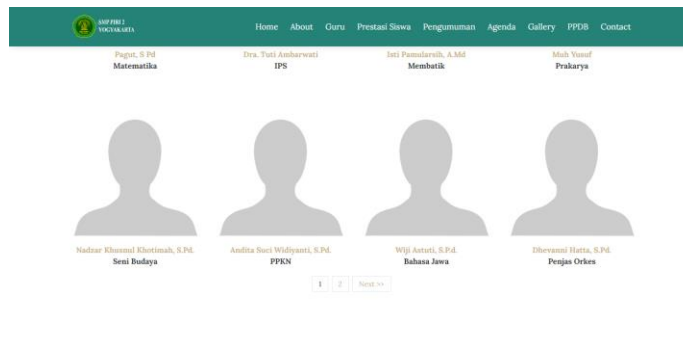 SMP PIRI 2
YOGYAKARTA
Home About Guru Prestasi Siswa Pengumuman Agenda Gallery PPDB Contact
Pagut, S Pd
Matematika
Dra. Tuti Ambarwati
IPS
Isti Pamularsih, A.Md
Membatik
Muh Yusuf
Prakarya
Nadzar Khusnul Khotimah, S.Pd.
Seni Budaya
Andita Suci Widiyanti, S.Pd.
PPKN
Wiji Astuti, S.P.d.
Bahasa Jawa
Dhevanni Hatta, S.Pd.
Penjas Orkes
1 2 Next >>